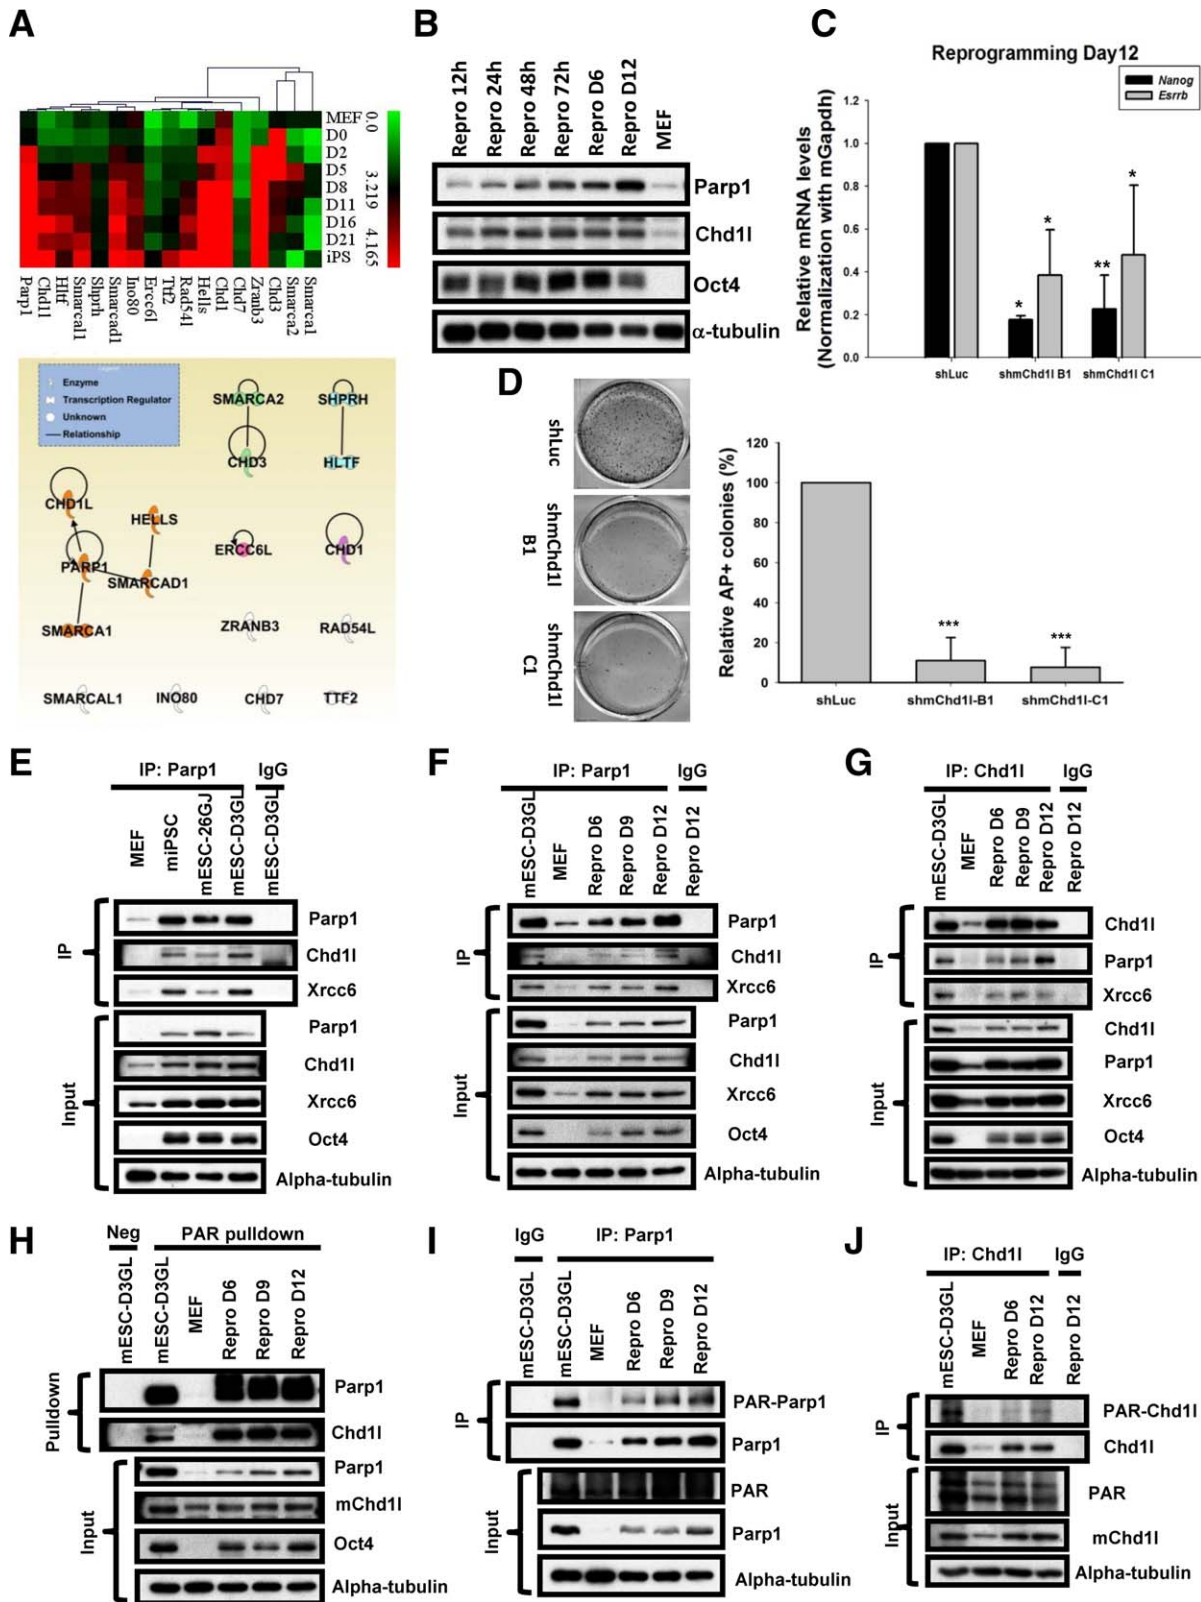 A
MEF
D0
D2
D5
D8
D11
D16
D21
iPS
0.0
3.219
4.165
Parp1
Chd1l
Hltf
Smarcal1
Shprh
Smarcad1
Ino80
Ercc6l
Ttf2
Rad54l
Hells
Chd1
Chd7
Zranb3
Chd3
Smarca2
Smarca1
Enzyme
Transcription Regulator
Unknown
Relationship
SMARCA2
SHPRH
CHD3
HLTF
CHD1L
HELLS
ERCC6L
CHD1
PARP1
SMARCAD1
SMARCA1
ZRANB3
RAD54L
SMARCAL1
INO80
CHD7
TTF2
B
Repro 12h
Repro 24h
Repro 48h
Repro 72h
Repro D6
Repro D12
MEF
Parp1
Chd1l
Oct4
α-tubulin
C
Reprogramming Day12
Nanog
Esrrb
Relative mRNA levels
(Normalization with mGapdh)
1.2
1.0
0.8
0.6
0.4
0.2
0.0
*
*
**
*
shLuc
shmChd1l B1
shmChd1l C1
D
shLuc
shmChd1l
B1
shmChd1l
C1
Relative AP+ colonies (%)
120
100
80
60
40
20
0
***
***
shLuc
shmChd1l-B1
shmChd1l-C1
E
IP: Parp1
IgG
MEF
miPSC
mESC-26GJ
mESC-D3GL
mESC-D3GL
IP
Parp1
Chd1l
Xrcc6
Input
Parp1
Chd1l
Xrcc6
Oct4
Alpha-tubulin
F
IP: Parp1
IgG
mESC-D3GL
MEF
Repro D6
Repro D9
Repro D12
Repro D12
IP
Parp1
Chd1l
Xrcc6
Input
Parp1
Chd1l
Xrcc6
Oct4
Alpha-tubulin
G
IP: Chd1l
IgG
mESC-D3GL
MEF
Repro D6
Repro D9
Repro D12
Repro D12
IP
Chd1l
Parp1
Xrcc6
Input
Chd1l
Parp1
Xrcc6
Oct4
Alpha-tubulin
H
Neg
PAR pulldown
mESC-D3GL
mESC-D3GL
MEF
Repro D6
Repro D9
Repro D12
Pulldown
Parp1
Chd1l
Input
Parp1
mChd1l
Oct4
Alpha-tubulin
I
IgG
IP: Parp1
mESC-D3GL
mESC-D3GL
MEF
Repro D6
Repro D9
Repro D12
IP
PAR-Parp1
Parp1
Input
PAR
Parp1
Alpha-tubulin
J
IP: Chd1l
IgG
mESC-D3GL
MEF
Repro D6
Repro D12
Repro D12
IP
PAR-Chd1l
Chd1l
Input
PAR
mChd1l
Alpha-tubulin